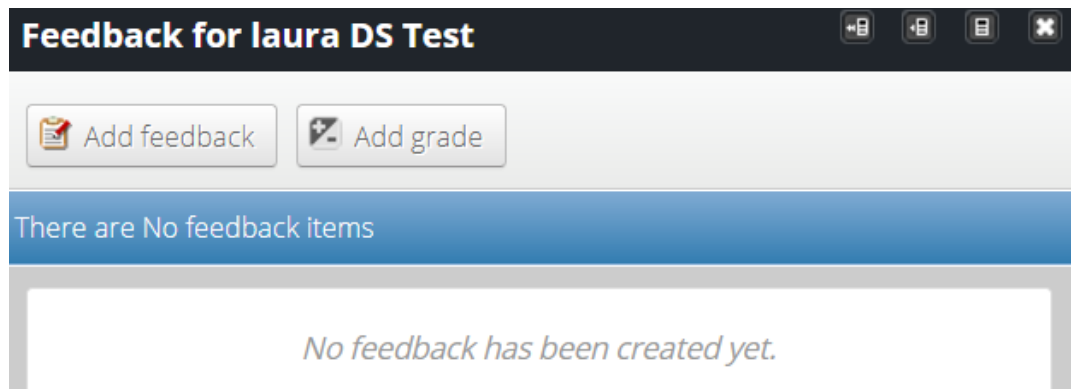 Feedback for laura DS Test
Add feedback
Add grade
There are No feedback items
No feedback has been created yet.